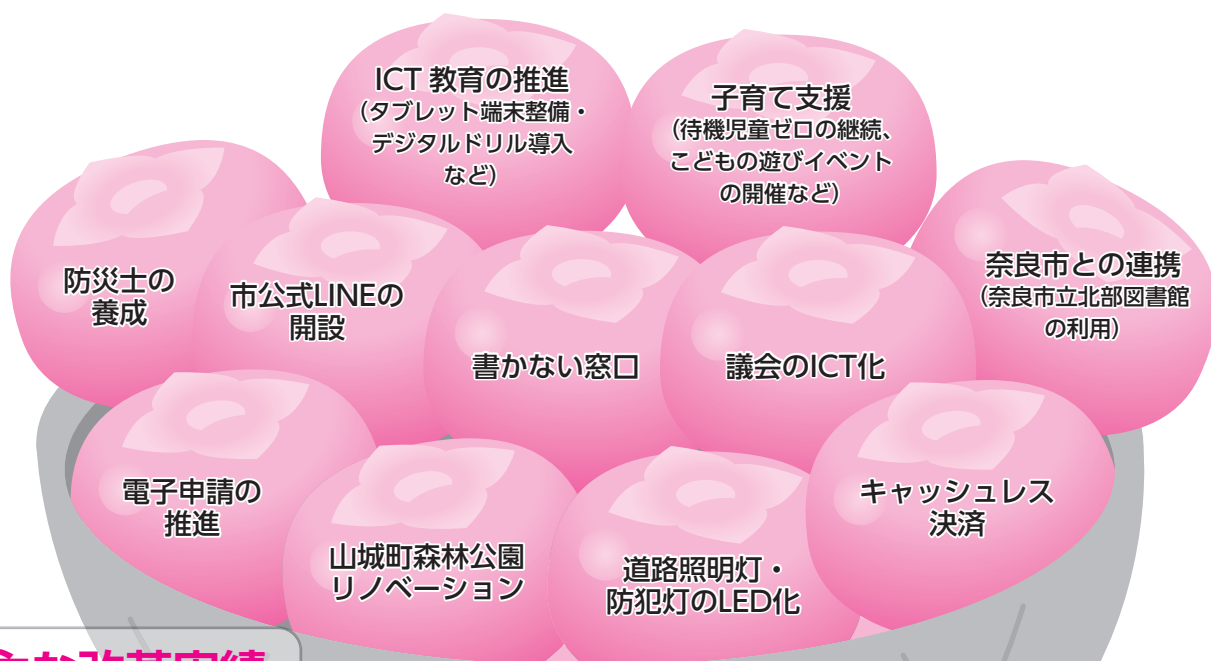 ICT 教育の推進
（タブレット端末整備・
デジタルドリル導入
など）
子育て支援
（待機児童ゼロの継続、
こどもの遊びイベント
の開催など）
防災士の
養成
市公式LINEの
開設
書かない窓口
議会のICT化
奈良市との連携
（奈良市立北部図書館
の利用）
電子申請の
推進
山城町森林公園
リノベーション
道路照明灯・
防犯灯のLED化
キャッシュレス
決済
主な改革実績